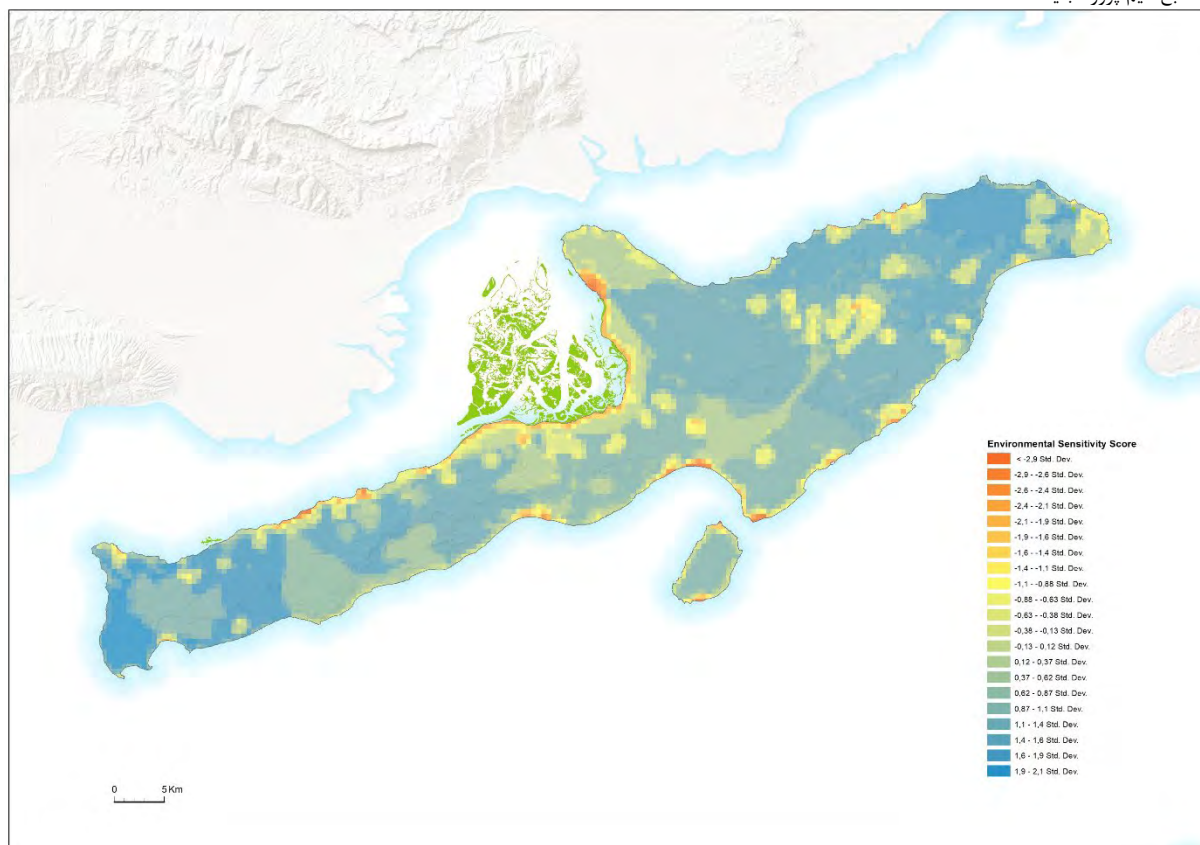 Environmental Sensitivity Score
< -2,9 Std. Dev.
-2,9 - -2,6 Std. Dev.
-2,6 - -2,4 Std. Dev.
-2,4 - -2,1 Std. Dev.
-2,1 - -1,9 Std. Dev.
-1,9 - -1,6 Std. Dev.
-1,6 - -1,4 Std. Dev.
-1,4 - -1,1 Std. Dev.
-1,1 - -0,88 Std. Dev.
-0,88 - -0,63 Std. Dev.
-0,63 - -0,38 Std. Dev.
-0,38 - -0,13 Std. Dev.
-0,13 - 0,12 Std. Dev.
0,12 - 0,37 Std. Dev.
0,37 - 0,62 Std. Dev.
0,62 - 0,87 Std. Dev.
0,87 - 1,1 Std. Dev.
1,1 - 1,4 Std. Dev.
1,4 - 1,6 Std. Dev.
1,6 - 1,9 Std. Dev.
1,9 - 2,1 Std. Dev.
0 5 Km